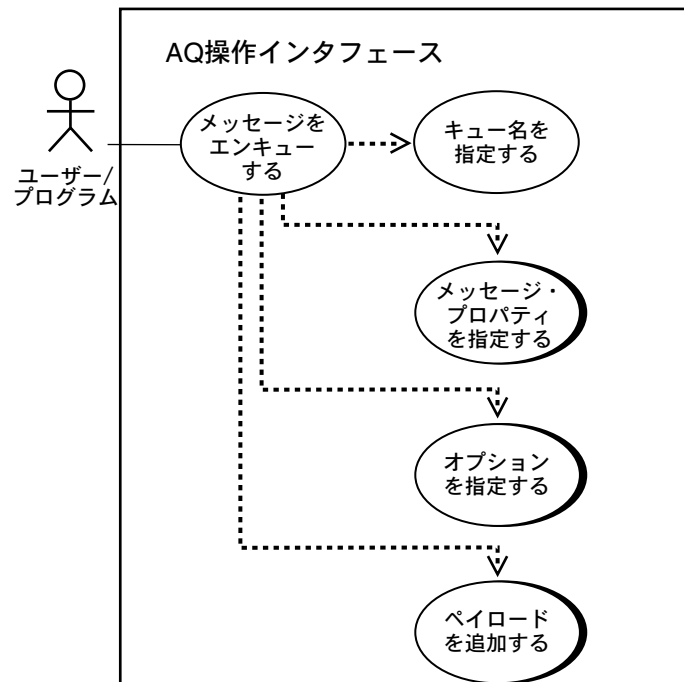 AQ操作インタフェース
メッセージを
エンキュー
する
キュー名を
指定する
ユーザー/
プログラム
メッセージ・
プロパティ
を指定する
オプション
を指定する
ペイロード
を追加する